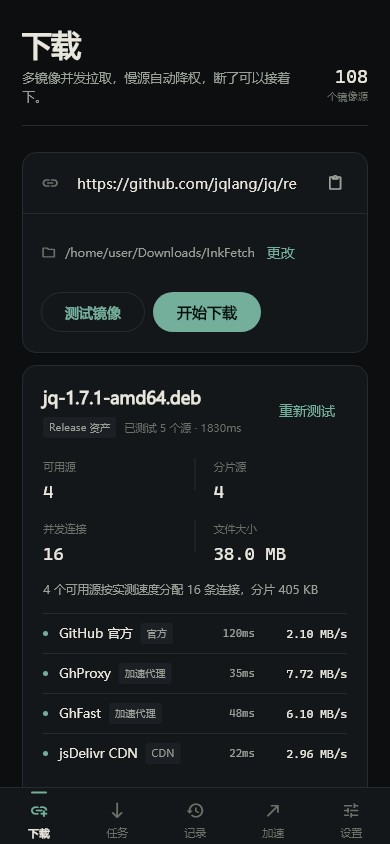 下载
多镜像并发拉取，慢源自动降权，断了可以接着下。
108
个镜像源
https://github.com/jqlang/jq/re
/home/user/Downloads/InkFetch 更改
测试镜像 开始下载
jq-1.7.1-amd64.deb
重新测试
Release 资产 已测试 5 个源 · 1830ms
可用源 分片源
4 4
并发连接 文件大小
16 38.0 MB
4 个可用源按实测速度分配 16 条连接，分片 405 KB
GitHub 官方 官方 120ms 2.10 MB/s
GhProxy 加速代理 35ms 7.72 MB/s
GhFast 加速代理 48ms 6.10 MB/s
jsDelivr CDN CDN 22ms 2.96 MB/s
下载 任务 记录 加速 设置